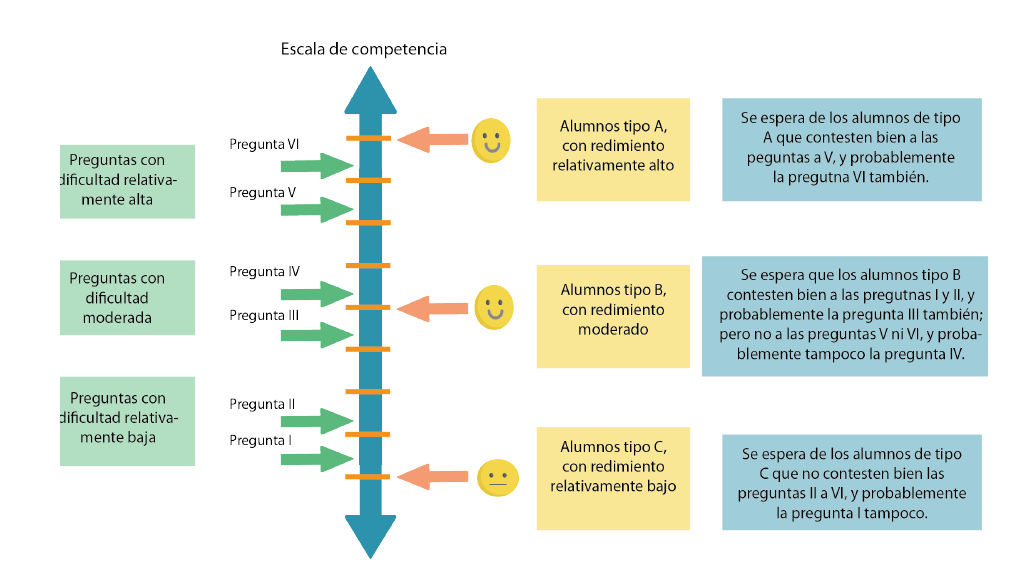 Escala de competencia
Preguntas con
dificultad relativa-
mente alta
Pregunta VI
Pregunta V
Alumnos tipo A,
con redimiento
relativamente alto
Se espera de los alumnos de tipo
A que contesten bien a las
peguntas a V, y probablemente
la pregutna VI también.
Preguntas con
dificultad
moderada
Pregunta IV
Pregunta III
Alumnos tipo B,
con redimiento
moderado
Se espera que los alumnos tipo B
contesten bien a las pregutnas I y II, y
probablemente la pregunta III también;
pero no a las preguntas V ni VI, y proba-
blemente tampoco la pregunta IV.
Preguntas con
dificultad relativa-
mente baja
Pregunta II
Pregunta I
Alumnos tipo C,
con redimiento
relativamente bajo
Se espera de los alumnos de tipo
C que no contesten bien las
preguntas II a VI, y probablemente
la pregunta I tampoco.